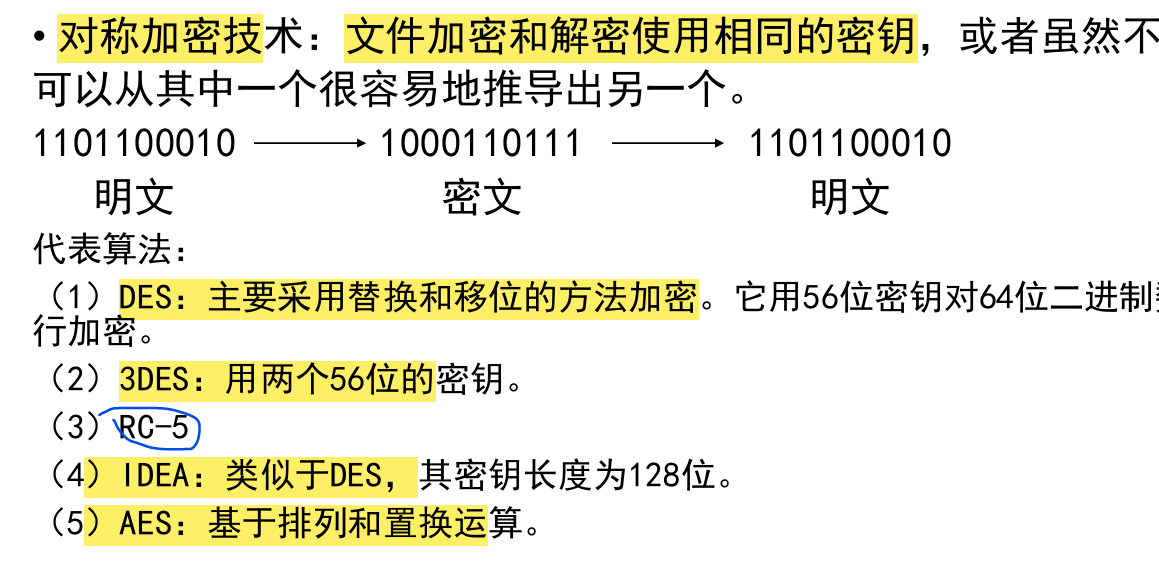 • 对称加密技术：文件加密和解密使用相同的密钥，或者虽然不
可以从其中一个很容易地推导出另一个。
1101100010 1000110111 1101100010
明文 密文 明文
代表算法：
（1）DES：主要采用替换和移位的方法加密。它用56位密钥对64位二进制
行加密。
（2）3DES：用两个56位的密钥。
（3）RC-5
（4）IDEA：类似于DES，其密钥长度为128位。
（5）AES：基于排列和置换运算。